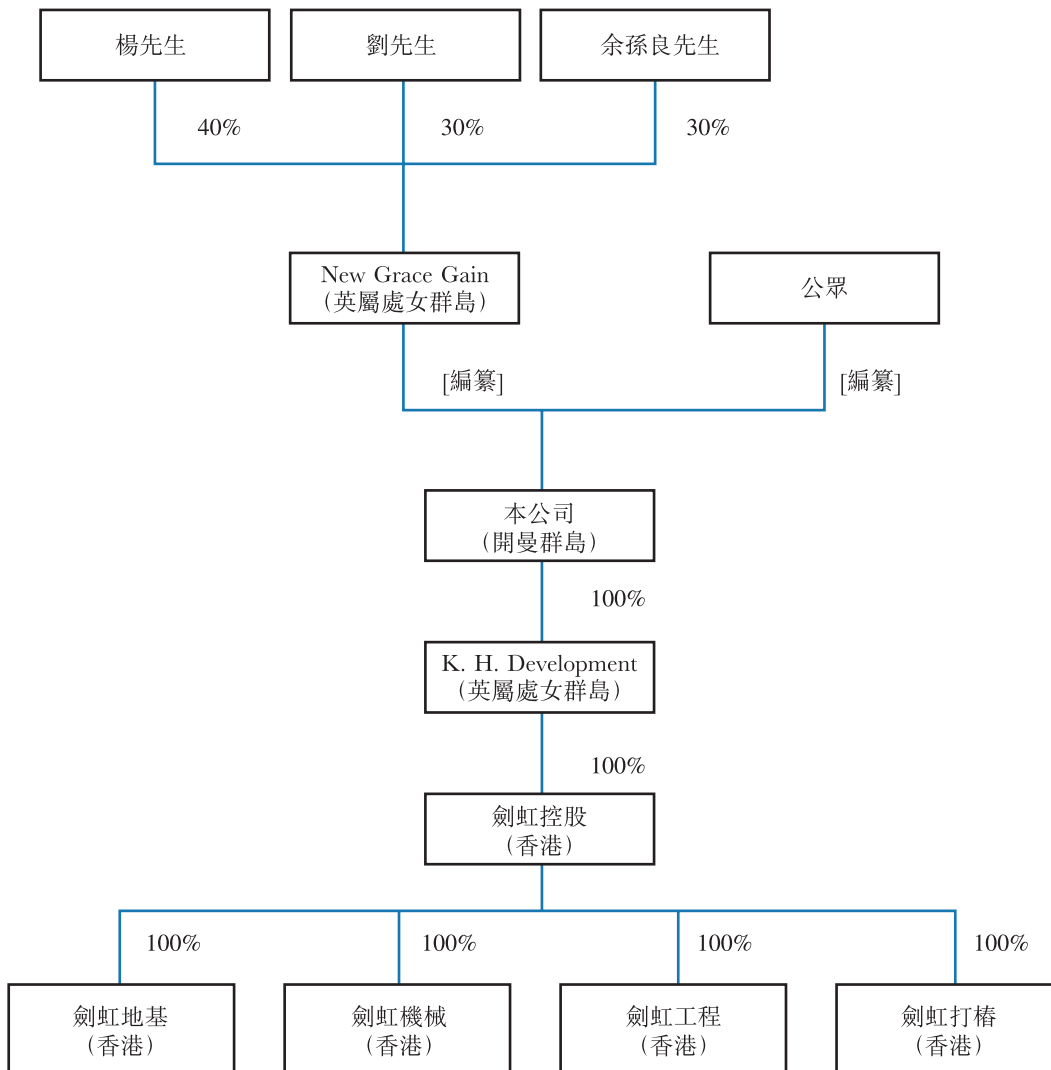 楊先生
劉先生
余孫良先生
40%
30%
30%
New Grace Gain
(英屬處女群島)
公眾
[編纂]
[編纂]
本公司
(開曼群島)
100%
K. H. Development
(英屬處女群島)
100%
劍虹控股
(香港)
100%
100%
100%
100%
劍虹地基
(香港)
劍虹機械
(香港)
劍虹工程
(香港)
劍虹打樁
(香港)